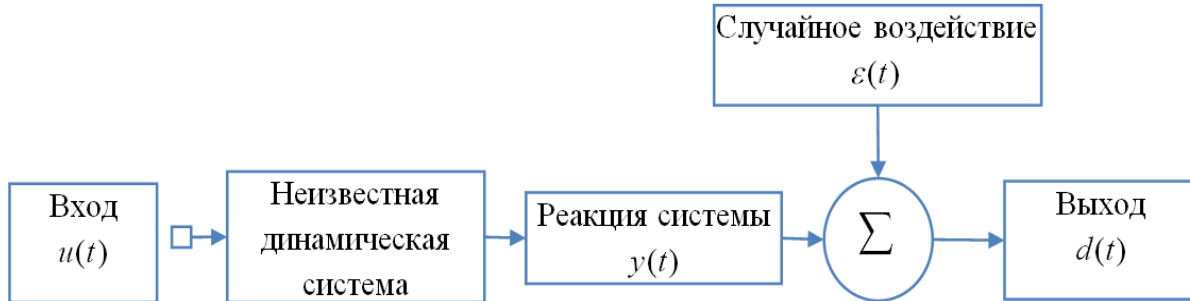 Случайное воздействие
ε(t)
Вход
u(t)
Неизвестная
динамическая
система
Реакция системы
y(t)
∑
Выход
d(t)